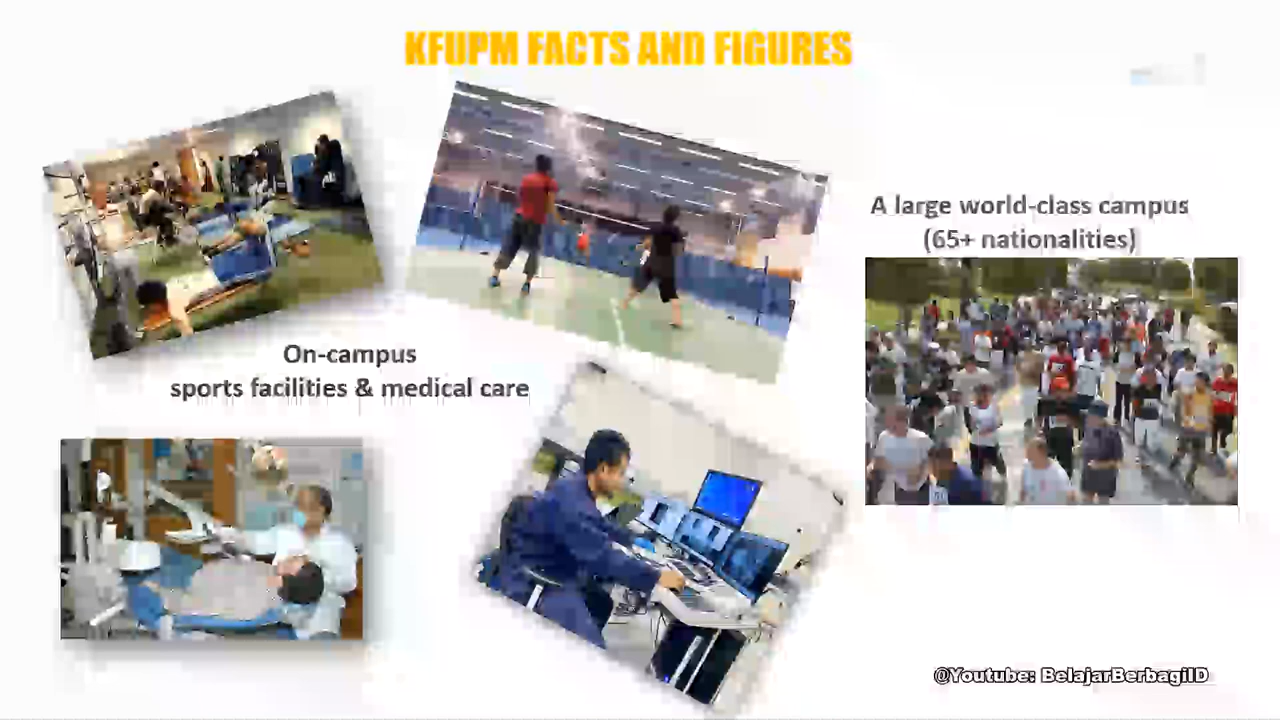 KFUPM FACTS AND FIGURES
A large world-class campus
(65+ nationalities)
On-campus
sports facilities & medical care
@Youtube: BelajarBerbagiID